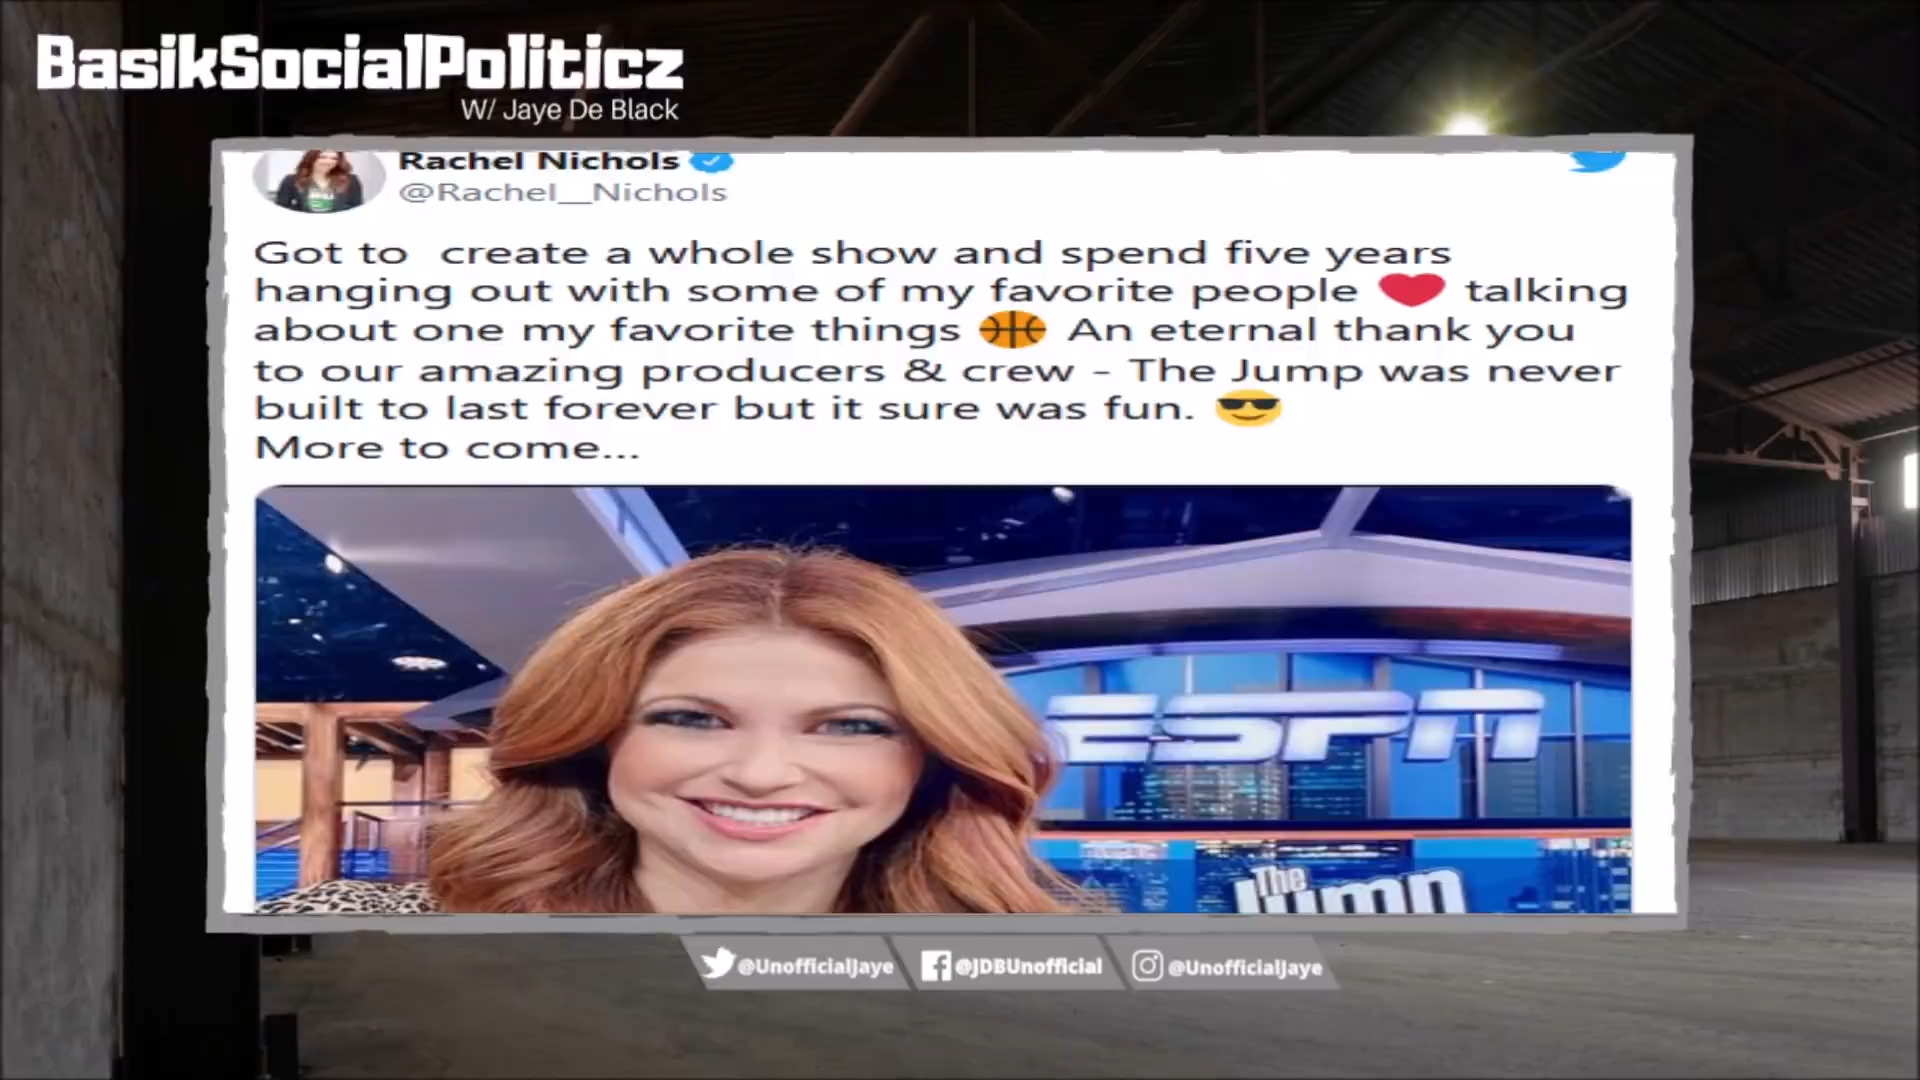 BasikSocialPoliticz
W/ Jaye De Black
Rachel Nichols
@Rachel__Nichols
Got to create a whole show and spend five years
hanging out with some of my favorite people ❤️ talking
about one my favorite things 🏀 An eternal thank you
to our amazing producers & crew - The Jump was never
built to last forever but it sure was fun. 😎
More to come...
ESPN
The
Jump
@UnofficialJaye @JDBUnofficial @UnofficialJaye